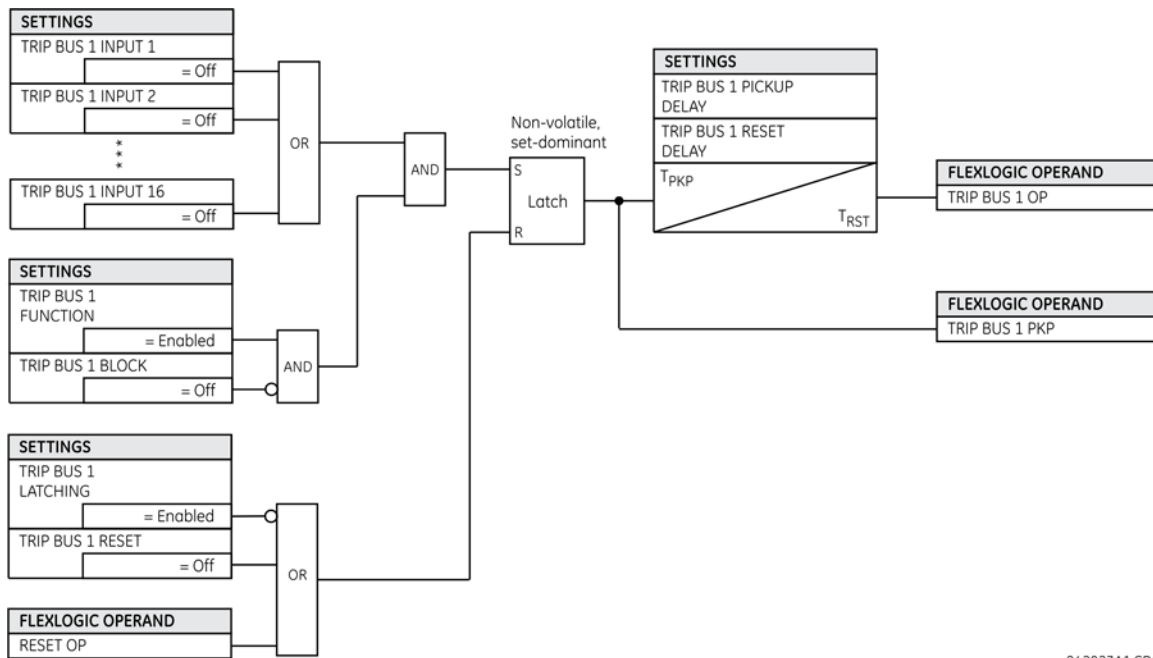 SETTINGS
TRIP BUS 1 INPUT 1
= Off
TRIP BUS 1 INPUT 2
= Off
***
TRIP BUS 1 INPUT 16
= Off
OR
SETTINGS
TRIP BUS 1
FUNCTION
= Enabled
TRIP BUS 1 BLOCK
= Off
AND
AND
SETTINGS
TRIP BUS 1
LATCHING
= Enabled
TRIP BUS 1 RESET
= Off
OR
FLEXLOGIC OPERAND
RESET OP
Non-volatile,
set-dominant
S
Latch
R
SETTINGS
TRIP BUS 1 PICKUP
DELAY
TRIP BUS 1 RESET
DELAY
TPKP
TRST
FLEXLOGIC OPERAND
TRIP BUS 1 OP
FLEXLOGIC OPERAND
TRIP BUS 1 PKP